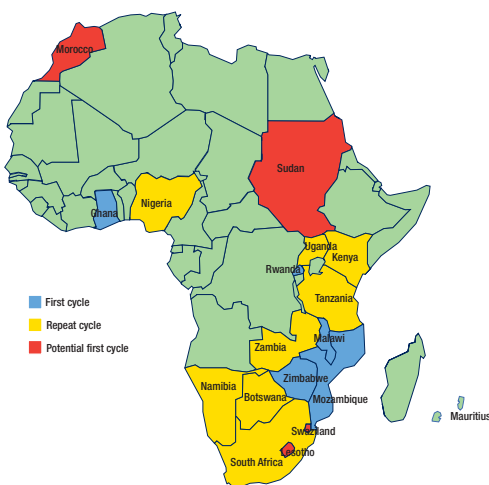 Morocco
Sudan
Nigeria
Ghana
Uganda
Kenya
Rwanda
Tanzania
First cycle
Repeat cycle
Potential first cycle
Malawi
Zambia
Zimbabwe
Namibia
Botswana
Mozambique
Mauritius
Swaziland
Lesotho
South Africa